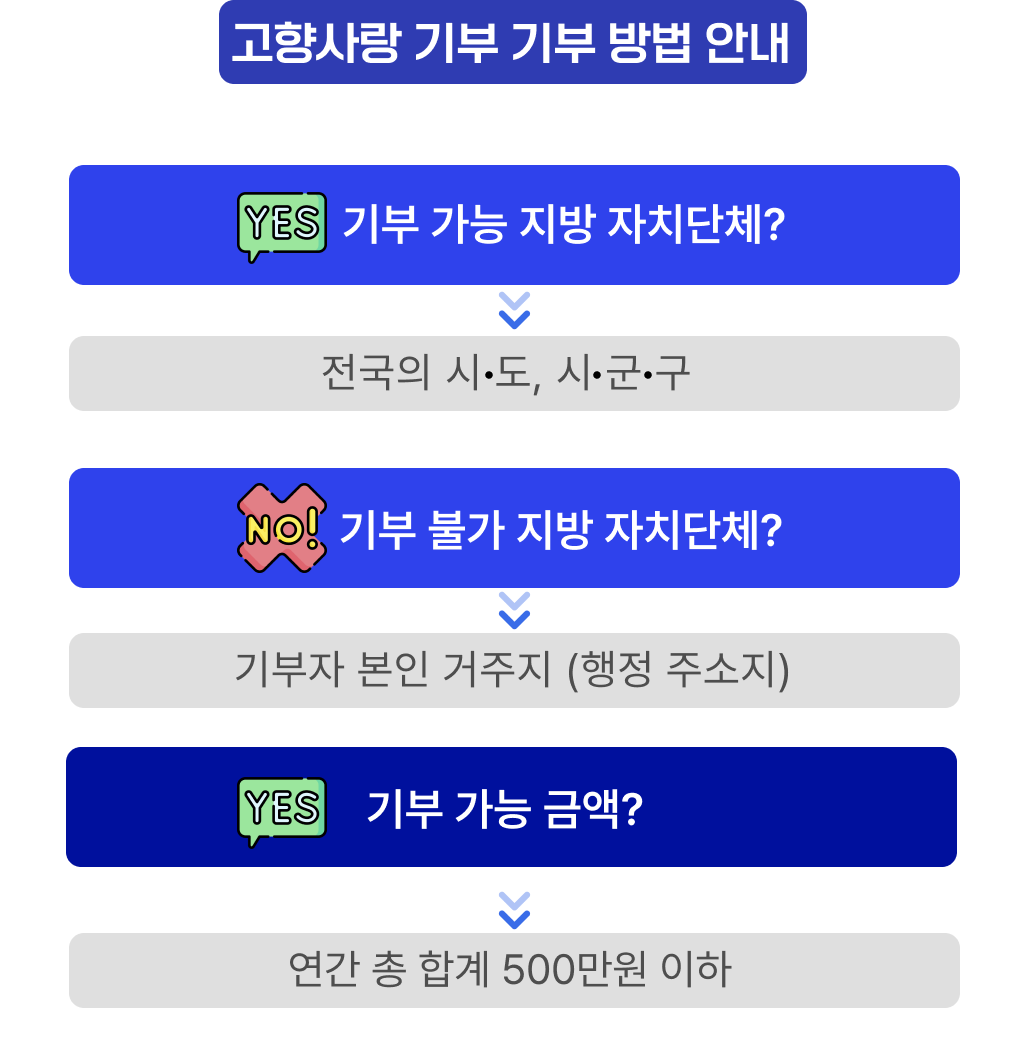 고향사랑 기부 기부 방법 안내
YES 기부 가능 지방 자치단체?
전국의 시·도, 시·군·구
NO! 기부 불가 지방 자치단체?
기부자 본인 거주지 (행정 주소지)
YES 기부 가능 금액?
연간 총 합계 500만원 이하